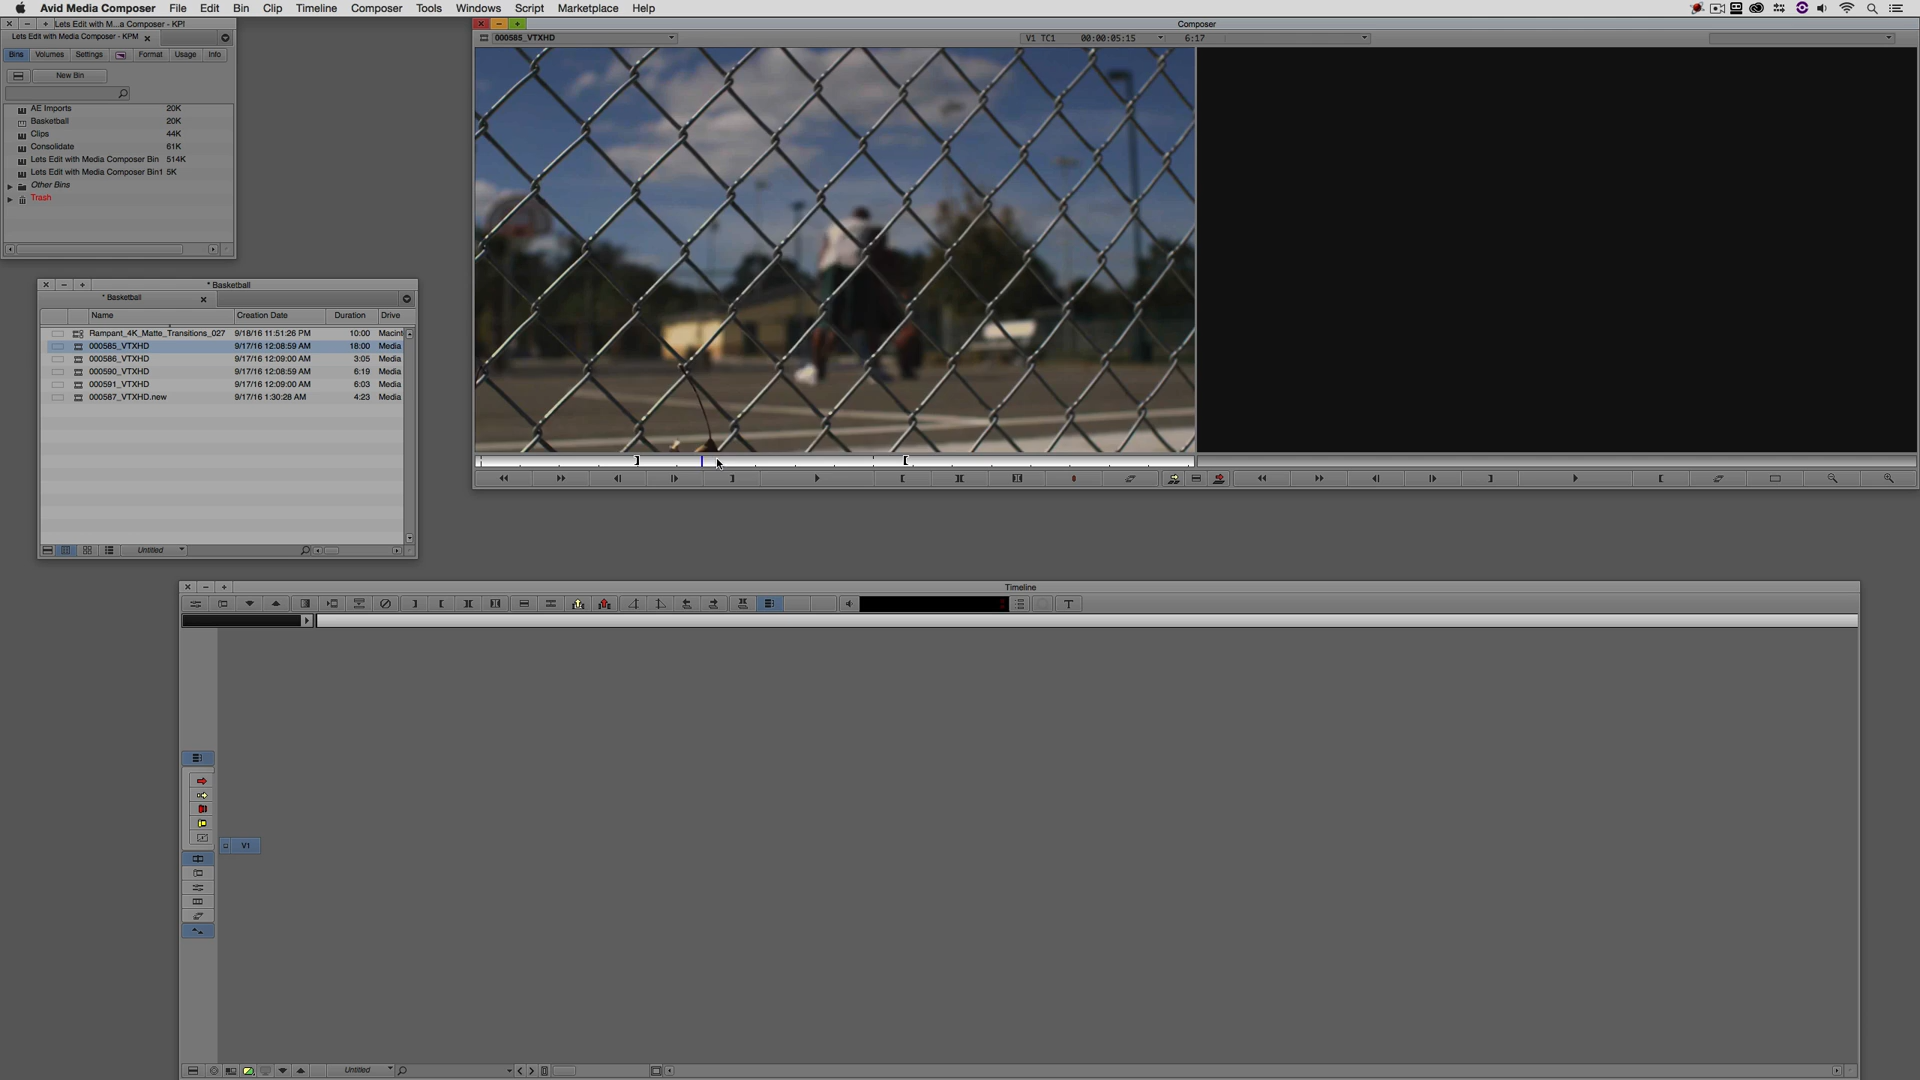 Avid Media Composer File Edit Bin Clip Timeline Composer Tools Windows Script Marketplace Help
Lets Edit with M...a Composer - KPI
Lets Edit with Media Composer - KPM
Bins Volumes Settings Format Usage Info
New Bin
AE Imports 20K
Basketball 20K
Clips 44K
Consolidate 61K
Lets Edit with Media Composer Bin 514K
Lets Edit with Media Composer Bin1 5K
Other Bins
Trash
* Basketball
* Basketball
Name Creation Date Duration Drive
Rampant_4K_Matte_Transitions_027 9/18/16 11:51:26 PM 10:00 Macint
000585_VTXHD 9/17/16 12:08:59 AM 18:00 Media
000586_VTXHD 9/17/16 12:09:00 AM 3:05 Media
000590_VTXHD 9/17/16 12:08:59 AM 6:19 Media
000591_VTXHD 9/17/16 12:09:00 AM 6:03 Media
000587_VTXHD.new 9/17/16 1:30:28 AM 4:23 Media
Untitled
Composer
000585_VTXHD V1 TC1 00:00:05:15 6:17
Timeline
V1
Untitled